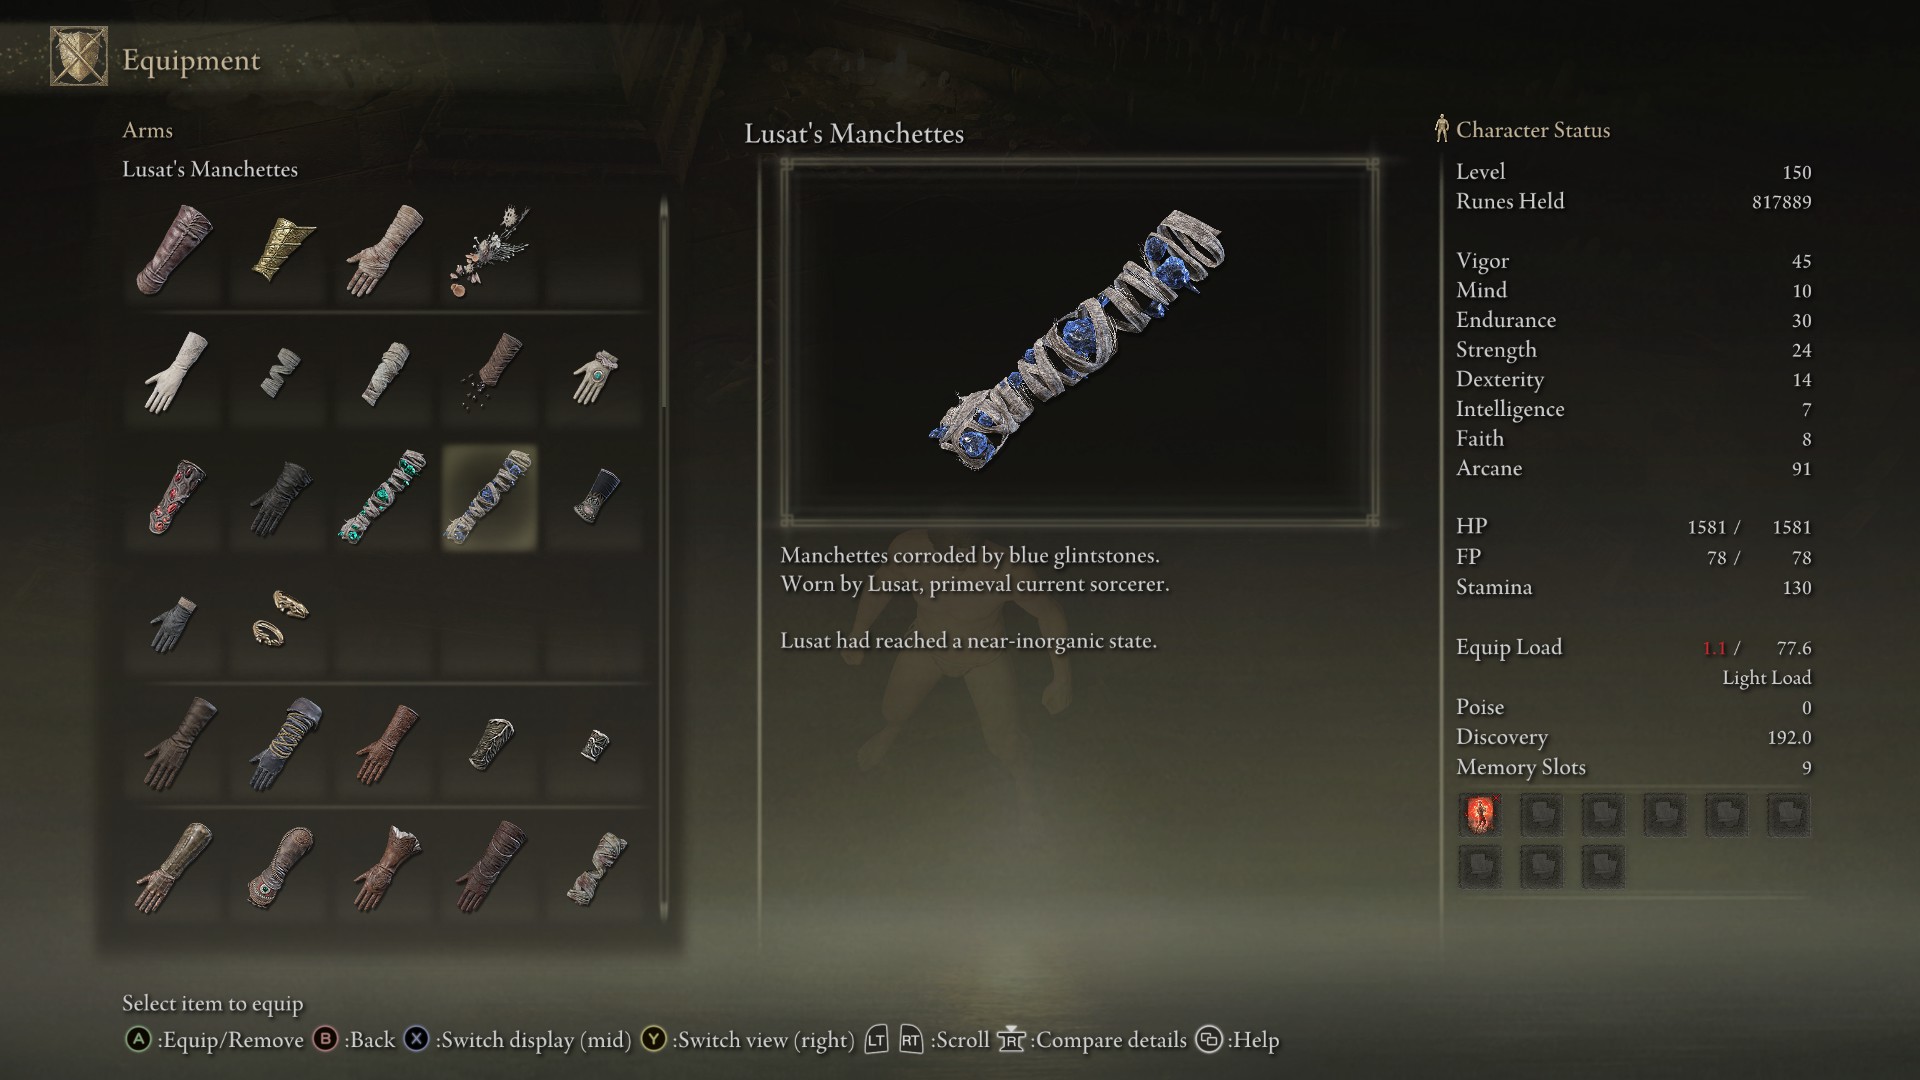 Equipment
Arms
Lusat's Manchettes
Lusat's Manchettes
Manchettes corroded by blue glintstones.
Worn by Lusat, primeval current sorcerer.
Lusat had reached a near-inorganic state.
Character Status
Level 150
Runes Held 817889
Vigor 45
Mind 10
Endurance 30
Strength 24
Dexterity 14
Intelligence 7
Faith 8
Arcane 91
HP 1581 / 1581
FP 78 / 78
Stamina 130
Equip Load 1.1 / 77.6
Light Load
Poise 0
Discovery 192.0
Memory Slots 9
Select item to equip
A :Equip/Remove B :Back X :Switch display (mid) Y :Switch view (right) LT RT :Scroll R :Compare details :Help